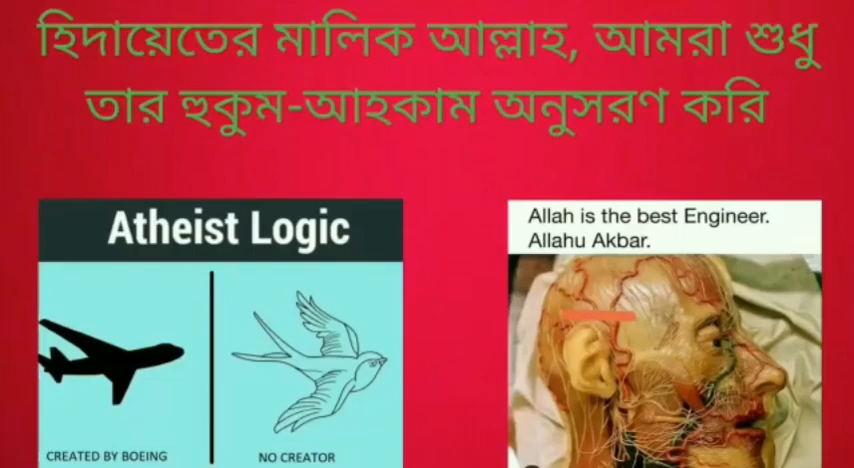 হিদায়েতের মালিক আল্লাহ, আমরা শুধু
তার হুকুম-আহকাম অনুসরণ করি
Atheist Logic
CREATED BY BOEING
NO CREATOR
Allah is the best Engineer.
Allahu Akbar.